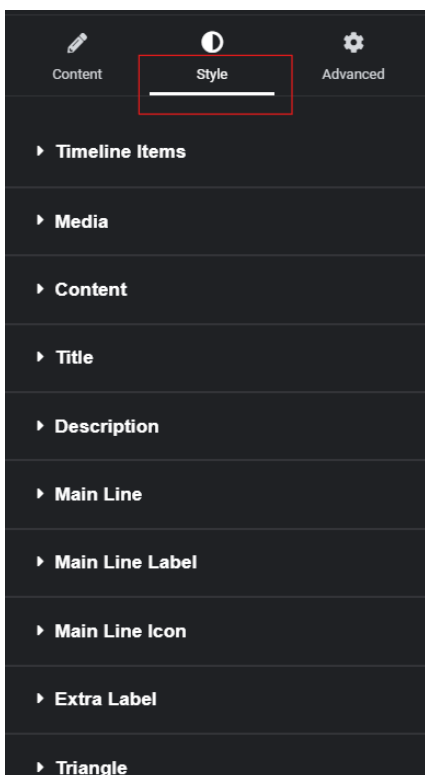 Content Style Advanced
Timeline Items
Media
Content
Title
Description
Main Line
Main Line Label
Main Line Icon
Extra Label
Triangle